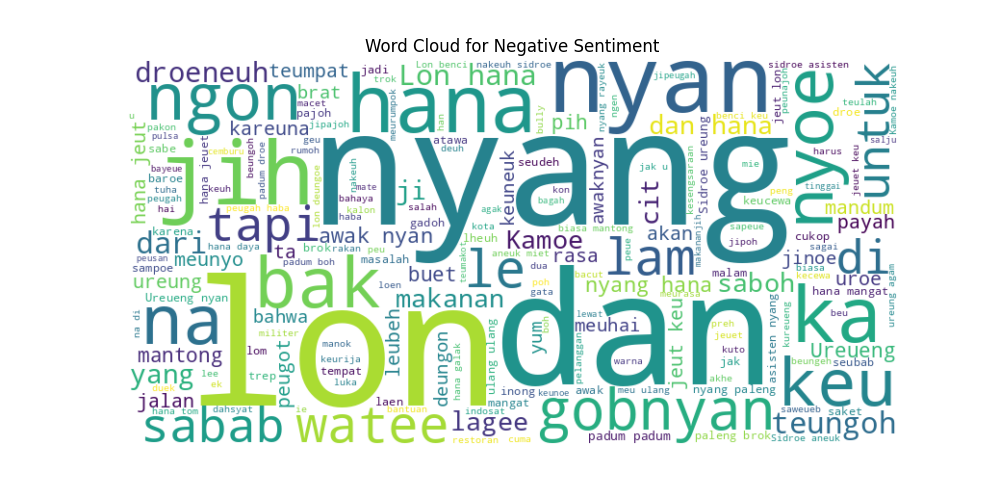 Word Cloud for Negative Sentiment
droeneuh teumpat jadi Lon benci nakeuh sidroe nyan sidroe asisten
ngon brat trok Lon hana jipeugah nyang rayeuk peunajoh untuk
macet pajoh hana meurumpok han bully ngen jeut lon teulah
pakon kareuna jipajoh atawa pih dan hana benci keu nyoe droe Kamoe nakeuh
pulsa geu deuh salju
sabe hana jeut jih cemburu rumoh nyang keuneuk seudeh awaknyan jak u mie harus
bayeue beungoh nakeuh kesengsaraan Sidroe ureung jeuet keu
baroe hana jeuet padum droe ji kon cit peng tinggai
tuha keuh lon deungoe mate bahaya bagah keucewa mandum
peugah peugah haba kalon salah agak makananjih sapeue payah
hai tapi haba gadoh kota
karena awak nyan Kamoe biasa mantong akan jipoh cukop
dari hana daya brok rakan peu lheuh rasa lam peue jinoe sagai di
peusan meunyo ta masalah teumakot aneuk miet malam biasa kecewa
sampoe padum boh buet le dua bacut nyang hana saboh uroe ureung agam
ureung bak loen makanan gata poh meurasa hana mangat
Ureueng nyan bahwa leubeh lewat meuhai preh ka beu
na di na militer lon dan yum boh jeut keu jeuet kureueng
mantong lom manok deungon pelanggan kuto Ureueng
yang lee trep peugot keurija hana galak ulang ulang warna jak asisten nyang beungeh seubab
duek ek tempat akhe keu
jalan luka inong keunoe awak meu ulang nyang paleng
hana tom dahsyat ie laen bantuan mangat gobnyan saweueb saket
sabab watee indosat lagee padum padum paleng brok teungoh
restoran cuma Sidroe aneuk